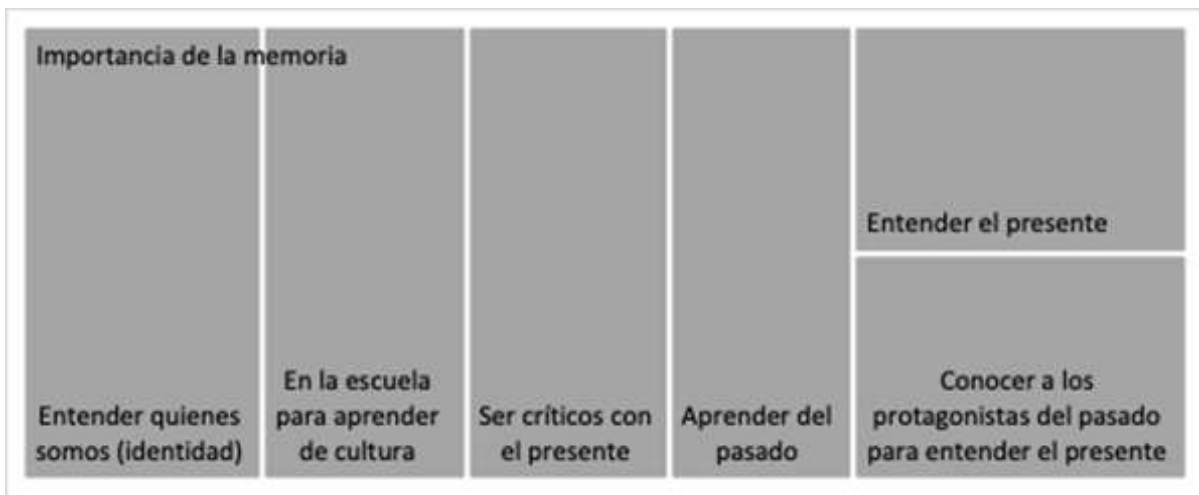 Importancia de la memoria
Entender quienes
somos (identidad)
En la escuela
para aprender
de cultura
Ser críticos con
el presente
Aprender del
pasado
Entender el presente
Conocer a los
protagonistas del pasado
para entender el presente